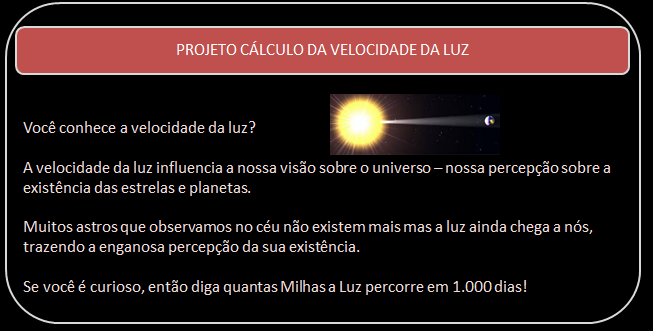 PROJETO CÁLCULO DA VELOCIDADE DA LUZ
Você conhece a velocidade da luz?
A velocidade da luz influencia a nossa visão sobre o universo – nossa percepção sobre a
existência das estrelas e planetas.
Muitos astros que observamos no céu não existem mais mas a luz ainda chega a nós,
trazendo a enganosa percepção da sua existência.
Se você é curioso, então diga quantas Milhas a Luz percorre em 1.000 dias!